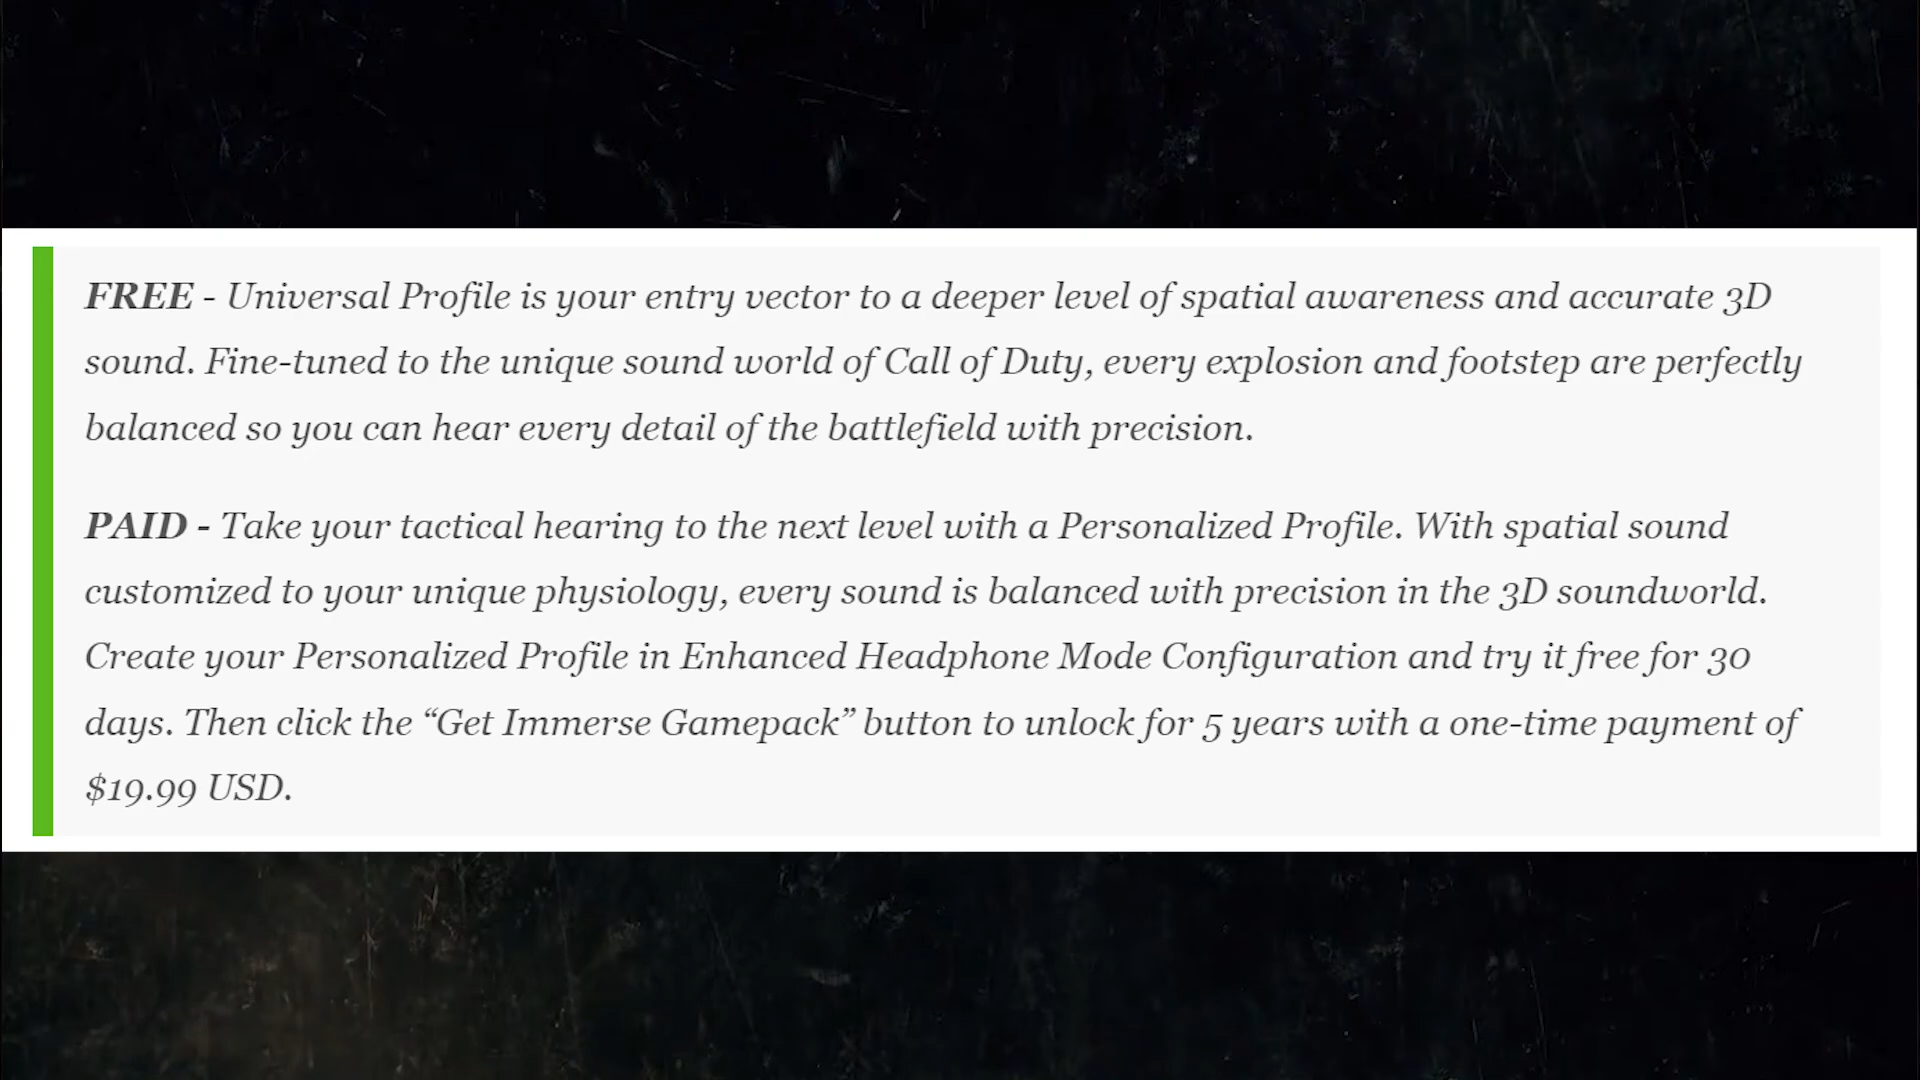 FREE - Universal Profile is your entry vector to a deeper level of spatial awareness and accurate 3D
sound. Fine-tuned to the unique sound world of Call of Duty, every explosion and footstep are perfectly
balanced so you can hear every detail of the battlefield with precision.
PAID - Take your tactical hearing to the next level with a Personalized Profile. With spatial sound
customized to your unique physiology, every sound is balanced with precision in the 3D soundworld.
Create your Personalized Profile in Enhanced Headphone Mode Configuration and try it free for 30
days. Then click the “Get Immerse Gamepack” button to unlock for 5 years with a one-time payment of
$19.99 USD.